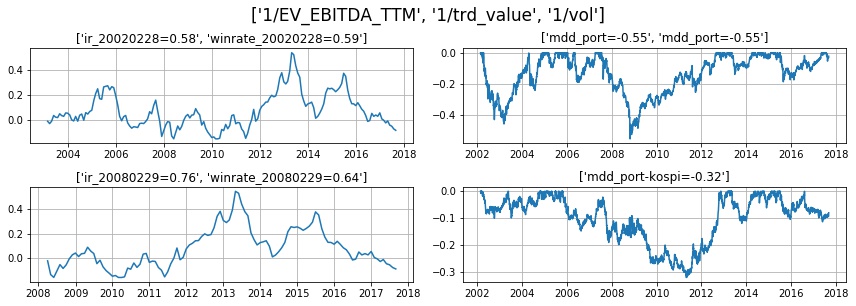 ['1/EV_EBITDA_TTM', '1/trd_value', '1/vol']
['ir_20020228=0.58', 'winrate_20020228=0.59']
0.4
0.2
0.0
2004 2006 2008 2010 2012 2014 2016 2018
['mdd_port=-0.55', 'mdd_port=-0.55']
0.0
−0.2
−0.4
2002 2004 2006 2008 2010 2012 2014 2016 2018
['ir_20080229=0.76', 'winrate_20080229=0.64']
0.4
0.2
0.0
2008 2009 2010 2011 2012 2013 2014 2015 2016 2017 2018
['mdd_port-kospi=-0.32']
0.0
−0.1
−0.2
−0.3
2002 2004 2006 2008 2010 2012 2014 2016 2018